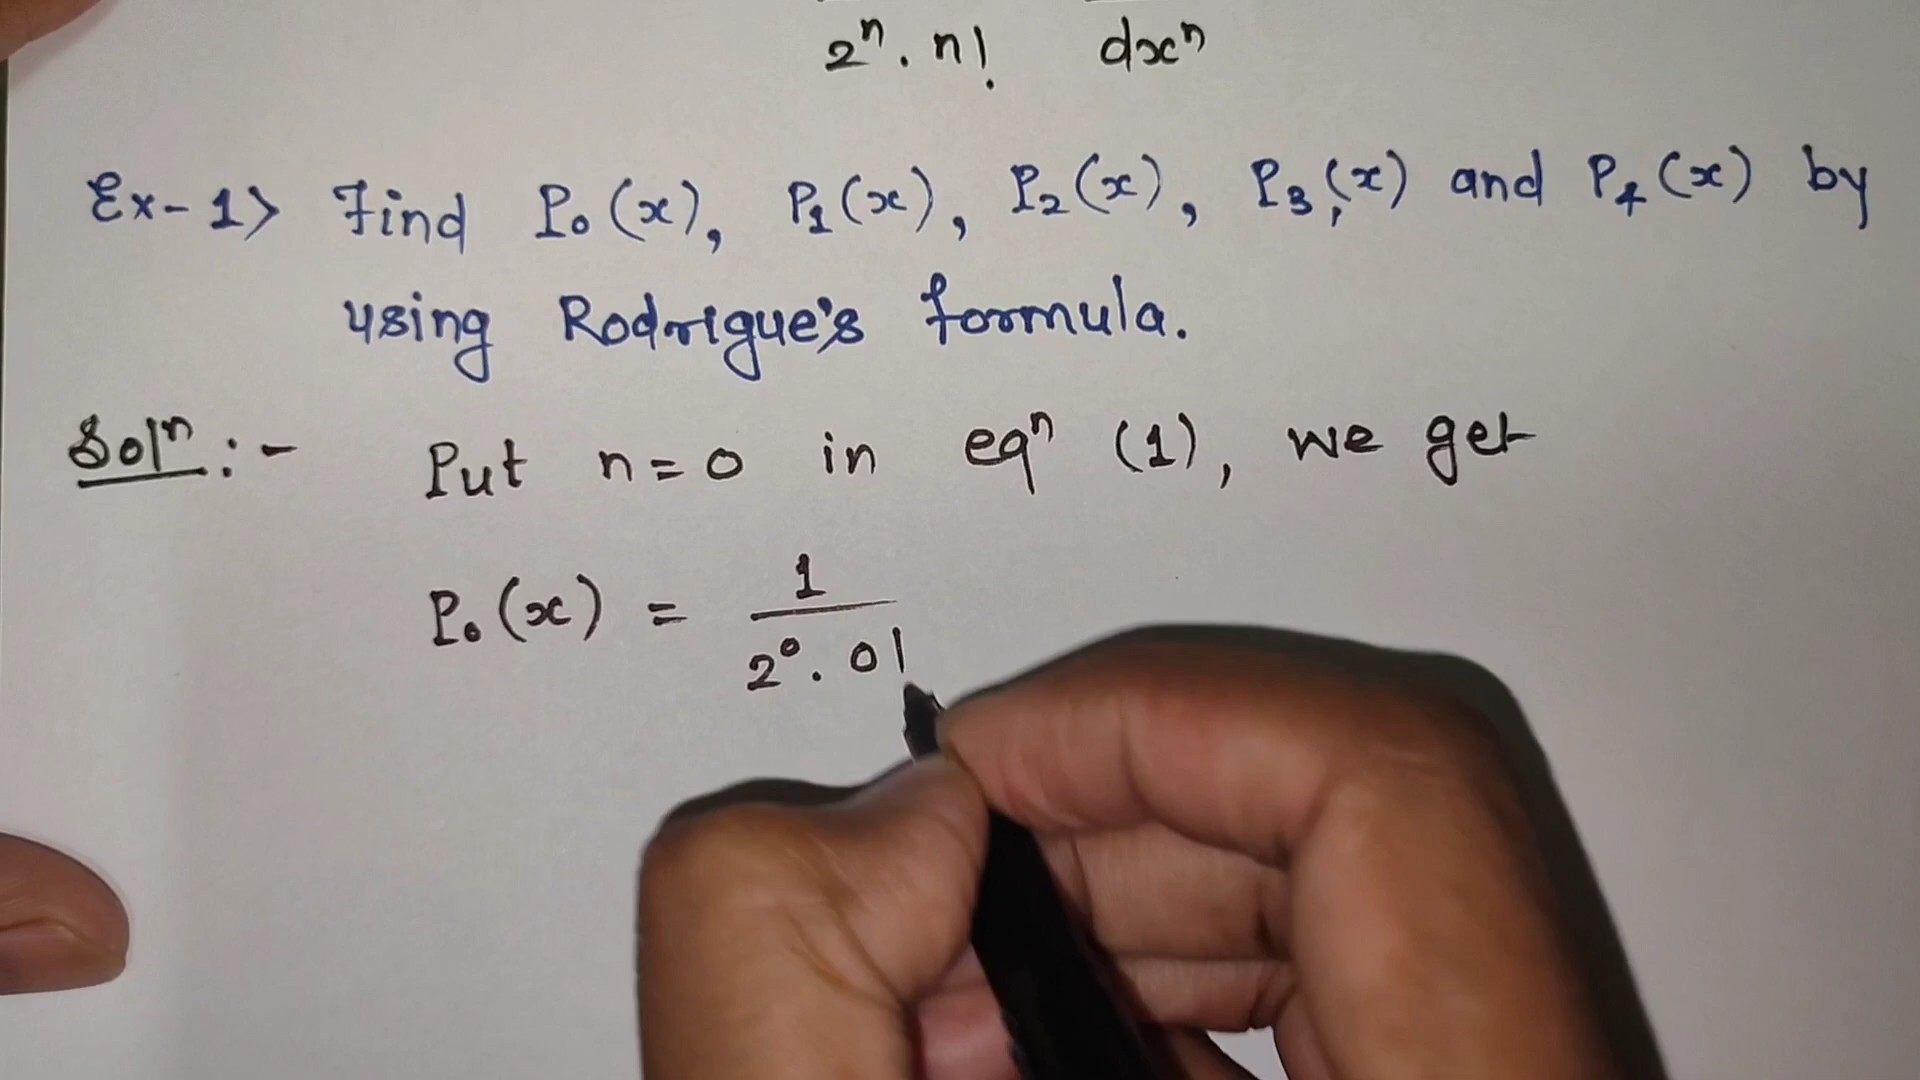 2ⁿ . n! dxⁿ
Ex-1> Find P₀(x), P₁(x), P₂(x), P₃(x) and P₄(x) by
using Rodrigue's formula.
Solⁿ :- Put n=0 in eqⁿ (1), we get
P₀(x) = 1
2⁰ . 0!